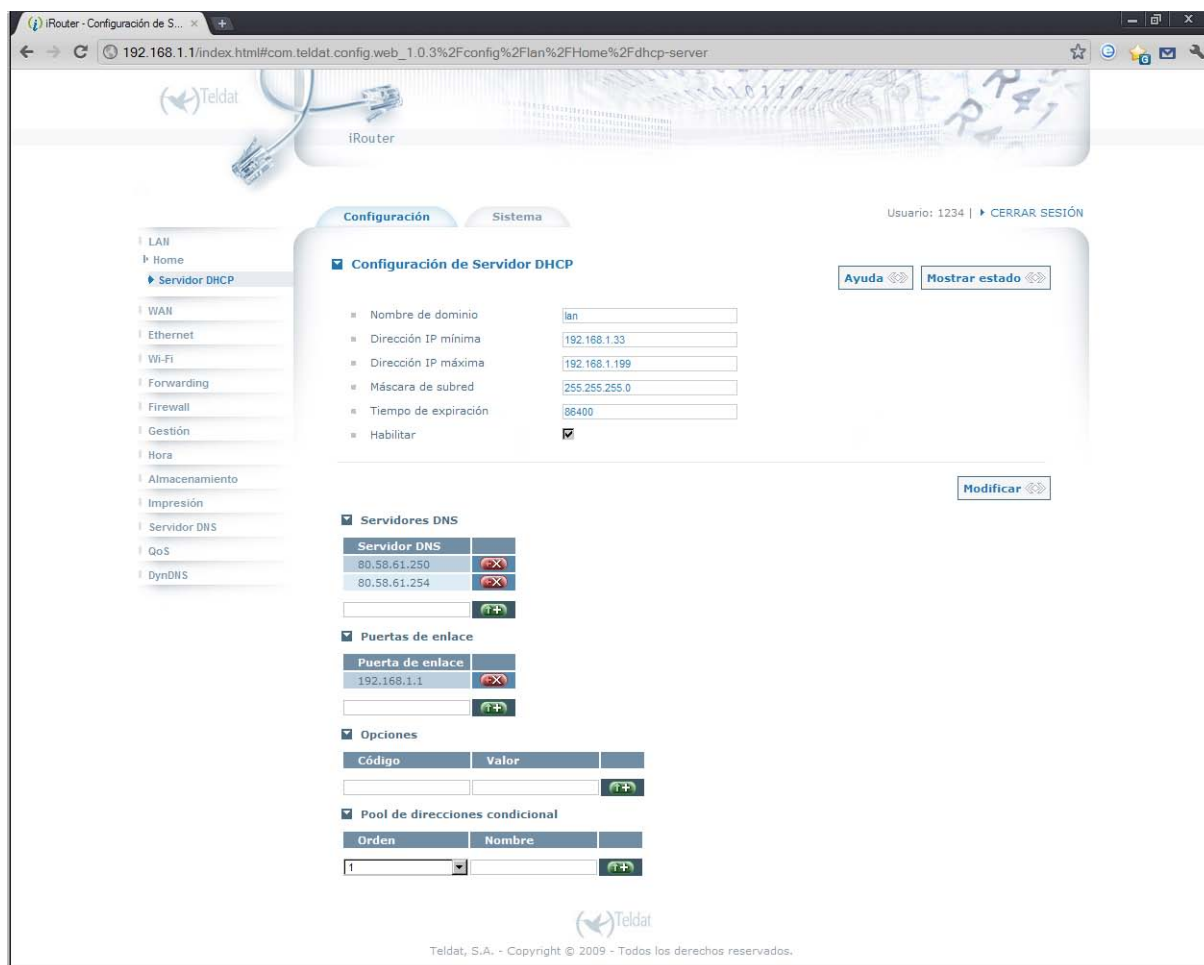 iRouter - Configuración de S...
192.168.1.1/index.html#com.teldat.config.web_1.0.3%2Fconfig%2Flan%2FHome%2Fdhcp-server
Teldat
iRouter
Configuración
Sistema
Usuario: 1234 | CERRAR SESIÓN
LAN
Home
Servidor DHCP
WAN
Ethernet
Wi-Fi
Forwarding
Firewall
Gestión
Hora
Almacenamiento
Impresión
Servidor DNS
QoS
DynDNS
Configuración de Servidor DHCP
Ayuda
Mostrar estado
Nombre de dominio lan
Dirección IP mínima 192.168.1.33
Dirección IP máxima 192.168.1.199
Máscara de subred 255.255.255.0
Tiempo de expiración 86400
Habilitar
Modificar
Servidores DNS
Servidor DNS
80.58.61.250
80.58.61.254
Puertas de enlace
Puerta de enlace
192.168.1.1
Opciones
Código Valor
Pool de direcciones condicional
Orden Nombre
1
Teldat
Teldat, S.A. - Copyright © 2009 - Todos los derechos reservados.